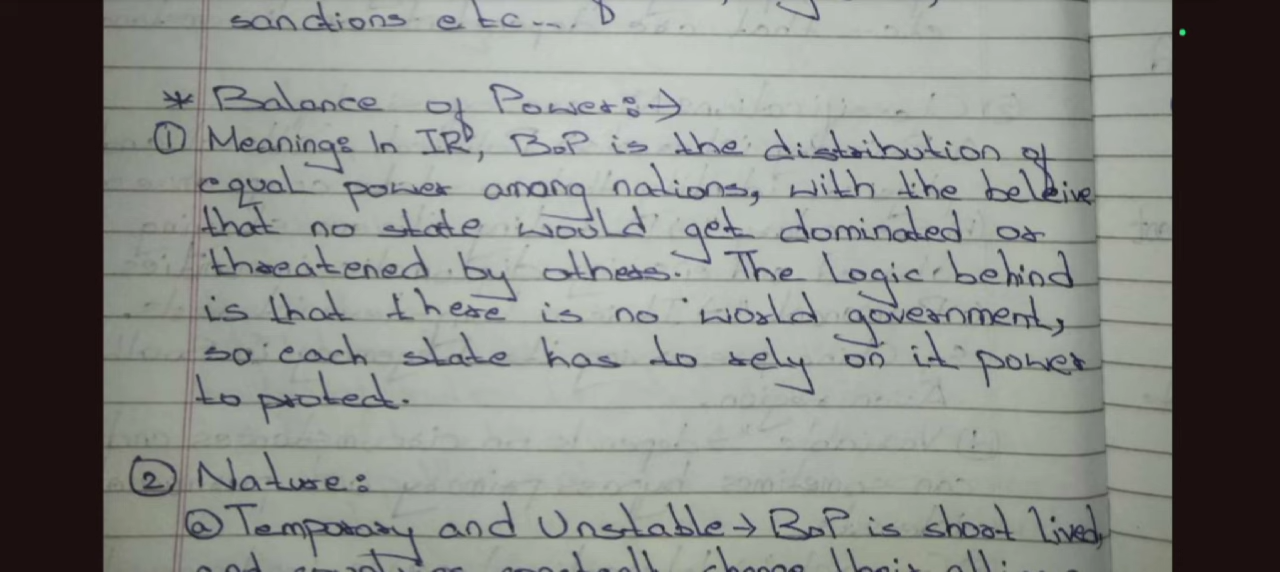 sanctions etc....
* Balance of Power:→
① Meaning: In IR, BoP is the distribution of
equal power among nations, with the beleive
that no state would get dominated or
threatened by others. The logic behind
is that there is no world government,
so each state has to rely on it power
to protect.
② Nature:
ⓐ Temporary and Unstable → BoP is short lived,
and change their